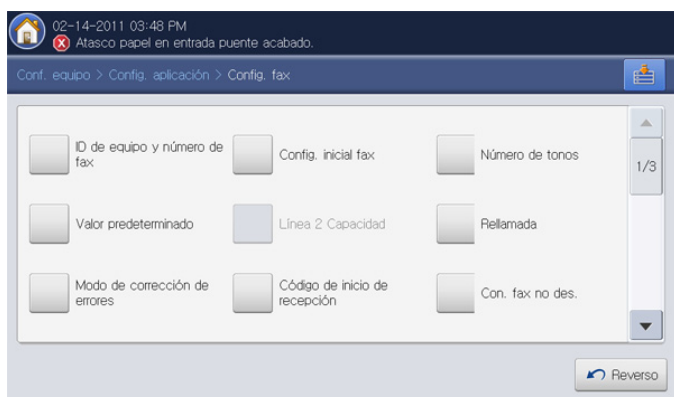 02-14-2011 03:48 PM
Atasco papel en entrada puente acabado.
Conf. equipo > Config. aplicación > Config. fax
ID de equipo y número de
fax
Config. inicial fax
Número de tonos
1/3
Valor predeterminado
Línea 2 Capacidad
Rellamada
Modo de corrección de
errores
Código de inicio de
recepción
Con. fax no des.
Reverso